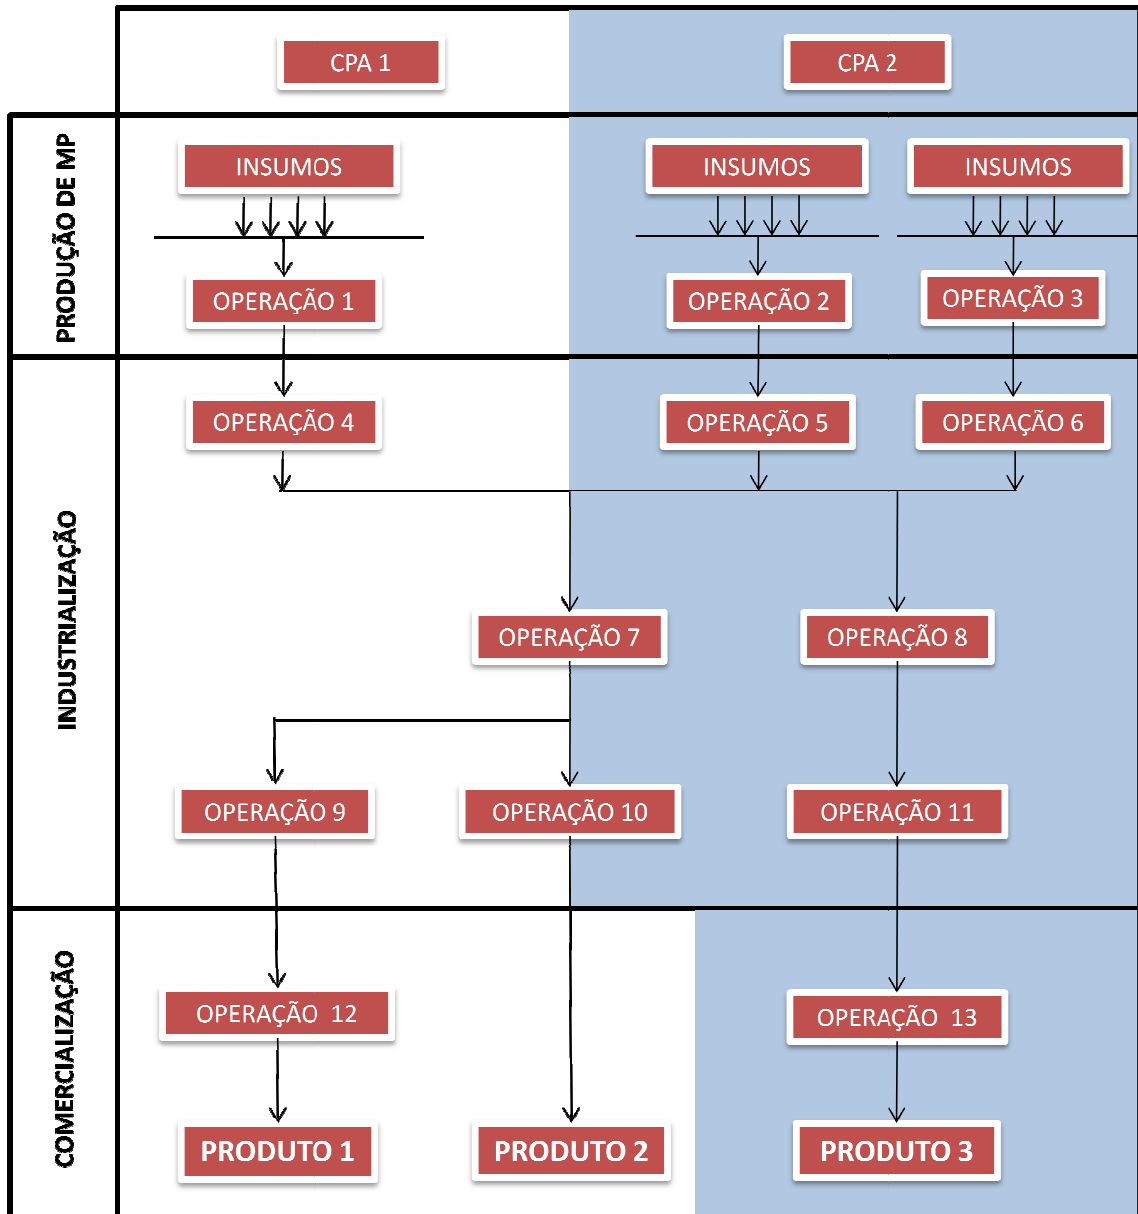 CPA 1
CPA 2
PRODUÇÃO DE MP
INSUMOS
INSUMOS
INSUMOS
OPERAÇÃO 1
OPERAÇÃO 2
OPERAÇÃO 3
INDUSTRIALIZAÇÃO
OPERAÇÃO 4
OPERAÇÃO 5
OPERAÇÃO 6
OPERAÇÃO 7
OPERAÇÃO 8
OPERAÇÃO 9
OPERAÇÃO 10
OPERAÇÃO 11
COMERCIALIZAÇÃO
OPERAÇÃO 12
OPERAÇÃO 13
PRODUTO 1
PRODUTO 2
PRODUTO 3